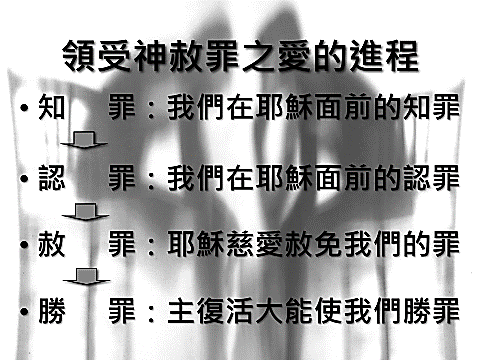 領受神赦罪之愛的進程
• 知　罪：我們在耶穌面前的知罪
• 認　罪：我們在耶穌面前的認罪
• 赦　罪：耶穌慈愛赦免我們的罪
• 勝　罪：主復活大能使我們勝罪